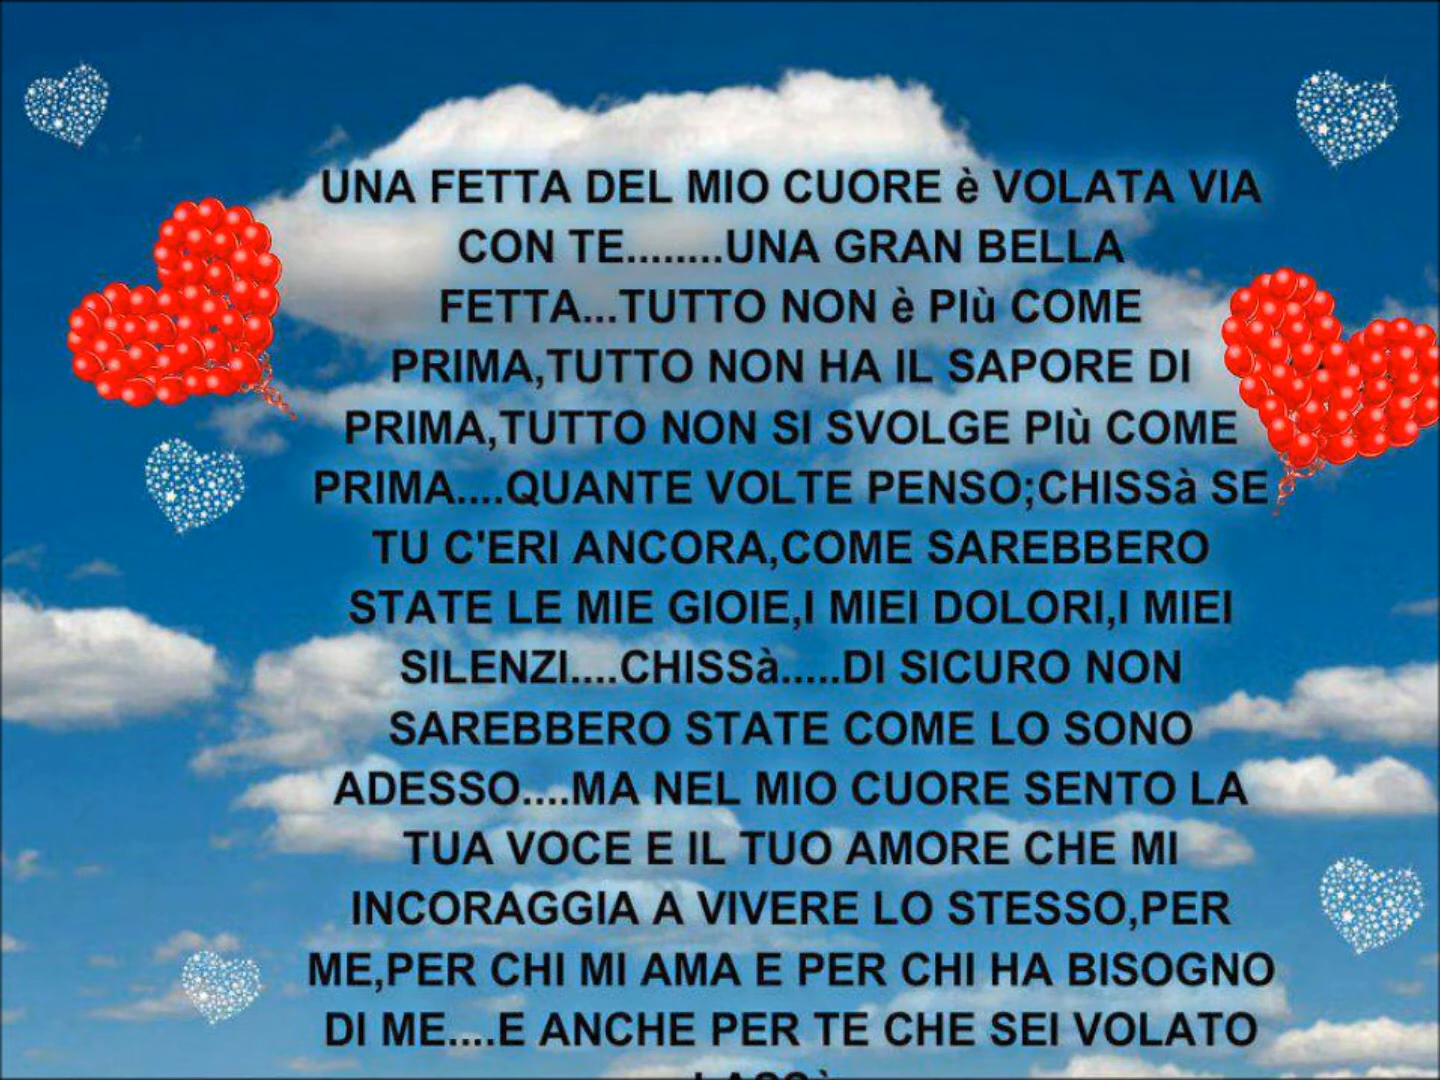 UNA FETTA DEL MIO CUORE è VOLATA VIA
CON TE........UNA GRAN BELLA
FETTA...TUTTO NON è PIù COME
PRIMA,TUTTO NON HA IL SAPORE DI
PRIMA,TUTTO NON SI SVOLGE PIù COME
PRIMA....QUANTE VOLTE PENSO;CHISSà SE
TU C'ERI ANCORA,COME SAREBBERO
STATE LE MIE GIOIE,I MIEI DOLORI,I MIEI
SILENZI....CHISSà.....DI SICURO NON
SAREBBERO STATE COME LO SONO
ADESSO....MA NEL MIO CUORE SENTO LA
TUA VOCE E IL TUO AMORE CHE MI
INCORAGGIA A VIVERE LO STESSO,PER
ME,PER CHI MI AMA E PER CHI HA BISOGNO
DI ME....E ANCHE PER TE CHE SEI VOLATO